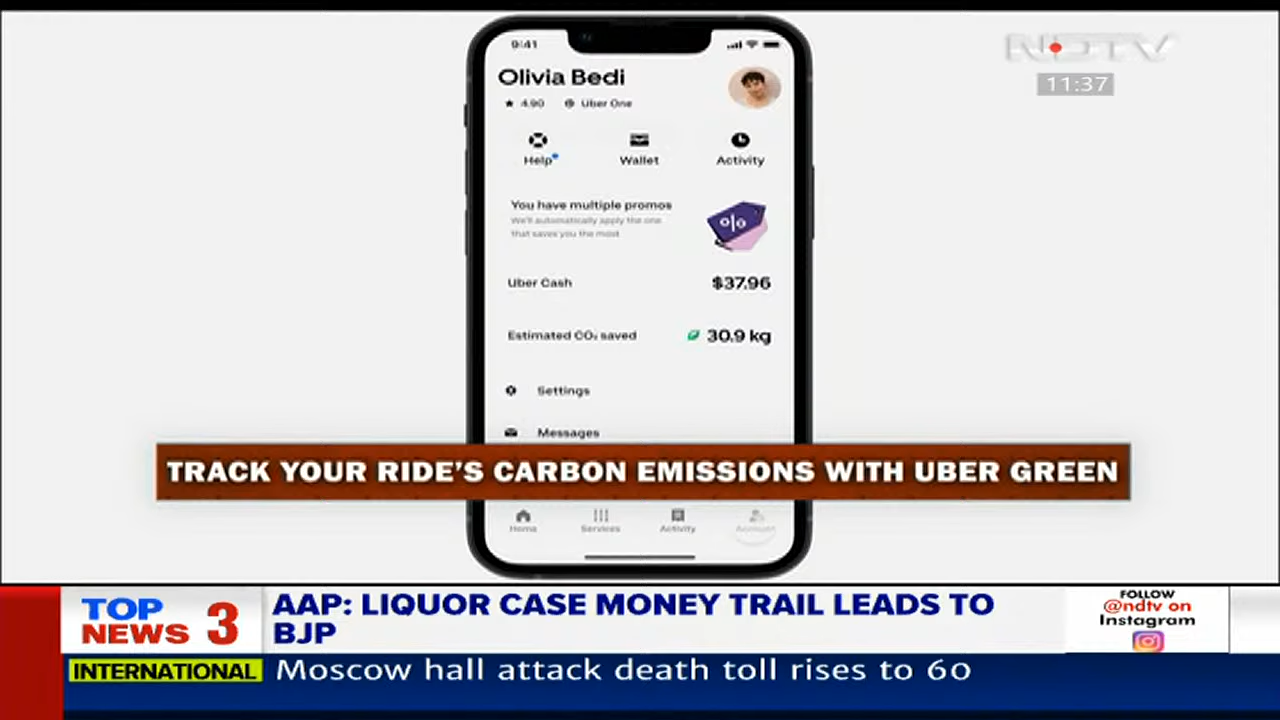 9:41
NDTV
11:37
Olivia Bedi
★ 4.90 Uber One
Help Wallet Activity
You have multiple promos
We'll automatically apply the one
that saves you the most
%
Uber Cash $37.96
Estimated CO₂ saved 30.9 kg
Settings
Messages
TRACK YOUR RIDE'S CARBON EMISSIONS WITH UBER GREEN
Home Services Activity Account
TOP
NEWS 3
AAP: LIQUOR CASE MONEY TRAIL LEADS TO
BJP
FOLLOW
@ndtv on
Instagram
INTERNATIONAL Moscow hall attack death toll rises to 60